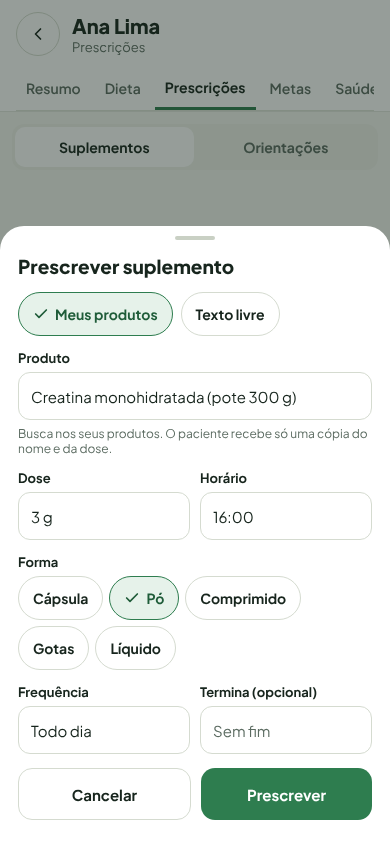 Ana Lima
Prescrições
Resumo Dieta Prescrições Metas Saúde
Suplementos Orientações
Prescrever suplemento
Meus produtos Texto livre
Produto
Creatina monohidratada (pote 300 g)
Busca nos seus produtos. O paciente recebe só uma cópia do
nome e da dose.
Dose Horário
3 g 16:00
Forma
Cápsula Pó Comprimido
Gotas Líquido
Frequência Termina (opcional)
Todo dia Sem fim
Cancelar Prescrever